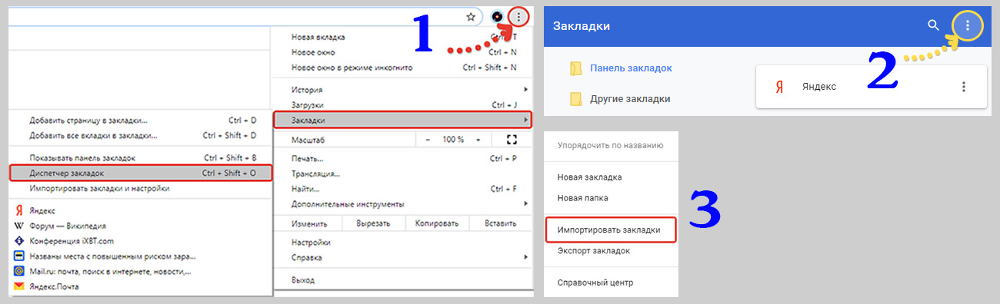 1
Новая вкладка T
Новое окно Ctrl + N
Новое окно в режиме инкогнито Ctrl + Shift + N
История
Загрузки Ctrl + J
Закладки
Масштаб - 100 % +
Печать... Ctrl + P
Трансляция...
Найти... Ctrl + F
Дополнительные инструменты
Изменить Вырезать Копировать Вставить
Настройки
Справка
Выход
Добавить страницу в закладки... Ctrl + D
Добавить все вкладки в закладки... Ctrl + Shift + D
Показывать панель закладок Ctrl + Shift + B
Диспетчер закладок Ctrl + Shift + O
Импортировать закладки и настройки
Я Яндекс
W Форум — Википедия
Конференция iXBT.com
Названы места с повышенным риском зара...
Mail.ru: почта, поиск в интернете, новости,...
Яндекс.Почта
Закладки
2
Панель закладок
Другие закладки
Я Яндекс
3
Упорядочить по названию
Новая закладка
Новая папка
Импортировать закладки
Экспорт закладок
Справочный центр